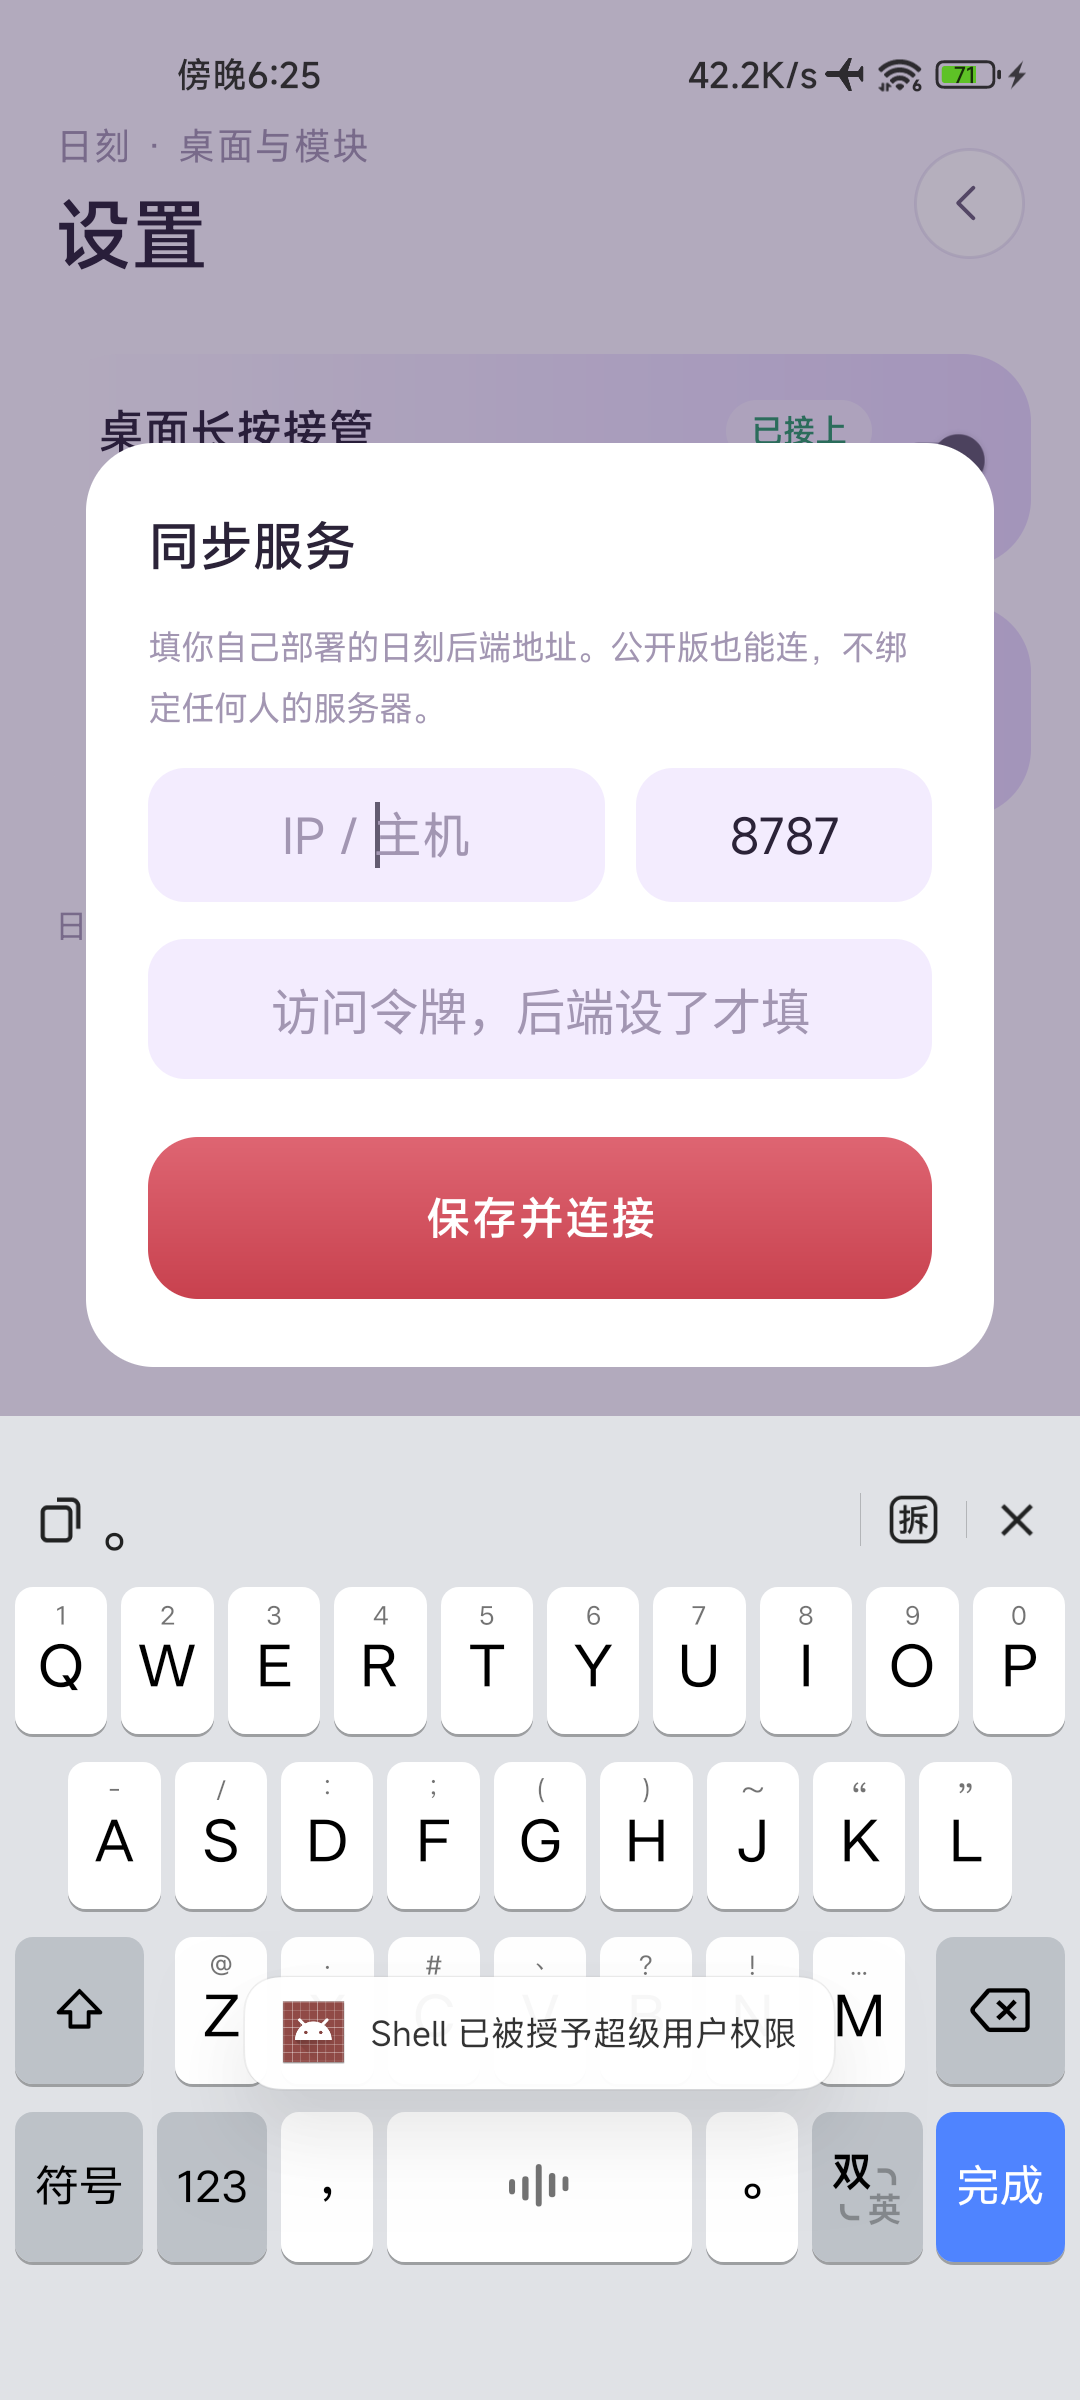 傍晚6:25
42.2K/s
6
71
日刻 · 桌面与模块
设置
桌面长按接管
已接上
同步服务
填你自己部署的日刻后端地址。公开版也能连，不绑
定任何人的服务器。
IP / 主机
8787
日
访问令牌，后端设了才填
保存并连接
。
拆
1 2 3 4 5 6 7 8 9 0
Q W E R T Y U I O P
- / : ; ( ) ～ “ ”
A S D F G H J K L
@ · # 、 ? ! …
Z M
Shell 已被授予超级用户权限
符号 123 ， 。 双 英 完成